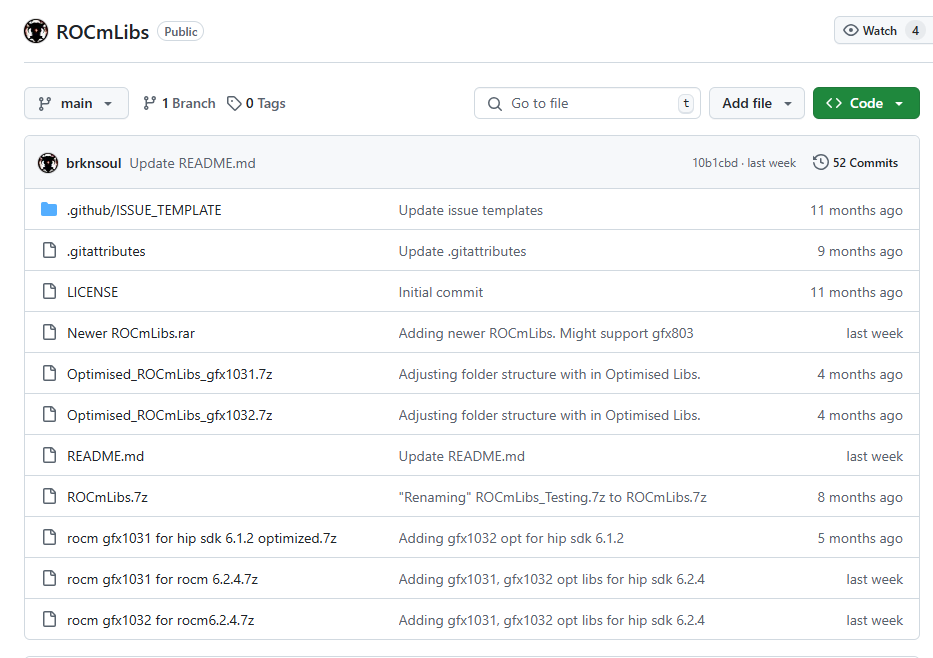 ROCmLibs Public Watch 4
main 1 Branch 0 Tags Go to file t Add file Code
brknsoul Update README.md 10b1cbd · last week 52 Commits
.github/ISSUE_TEMPLATE Update issue templates 11 months ago
.gitattributes Update .gitattributes 9 months ago
LICENSE Initial commit 11 months ago
Newer ROCmLibs.rar Adding newer ROCmLibs. Might support gfx803 last week
Optimised_ROCmLibs_gfx1031.7z Adjusting folder structure with in Optimised Libs. 4 months ago
Optimised_ROCmLibs_gfx1032.7z Adjusting folder structure with in Optimised Libs. 4 months ago
README.md Update README.md last week
ROCmLibs.7z "Renaming" ROCmLibs_Testing.7z to ROCmLibs.7z 8 months ago
rocm gfx1031 for hip sdk 6.1.2 optimized.7z Adding gfx1032 opt for hip sdk 6.1.2 5 months ago
rocm gfx1031 for rocm 6.2.4.7z Adding gfx1031, gfx1032 opt libs for hip sdk 6.2.4 last week
rocm gfx1032 for rocm6.2.4.7z Adding gfx1031, gfx1032 opt libs for hip sdk 6.2.4 last week